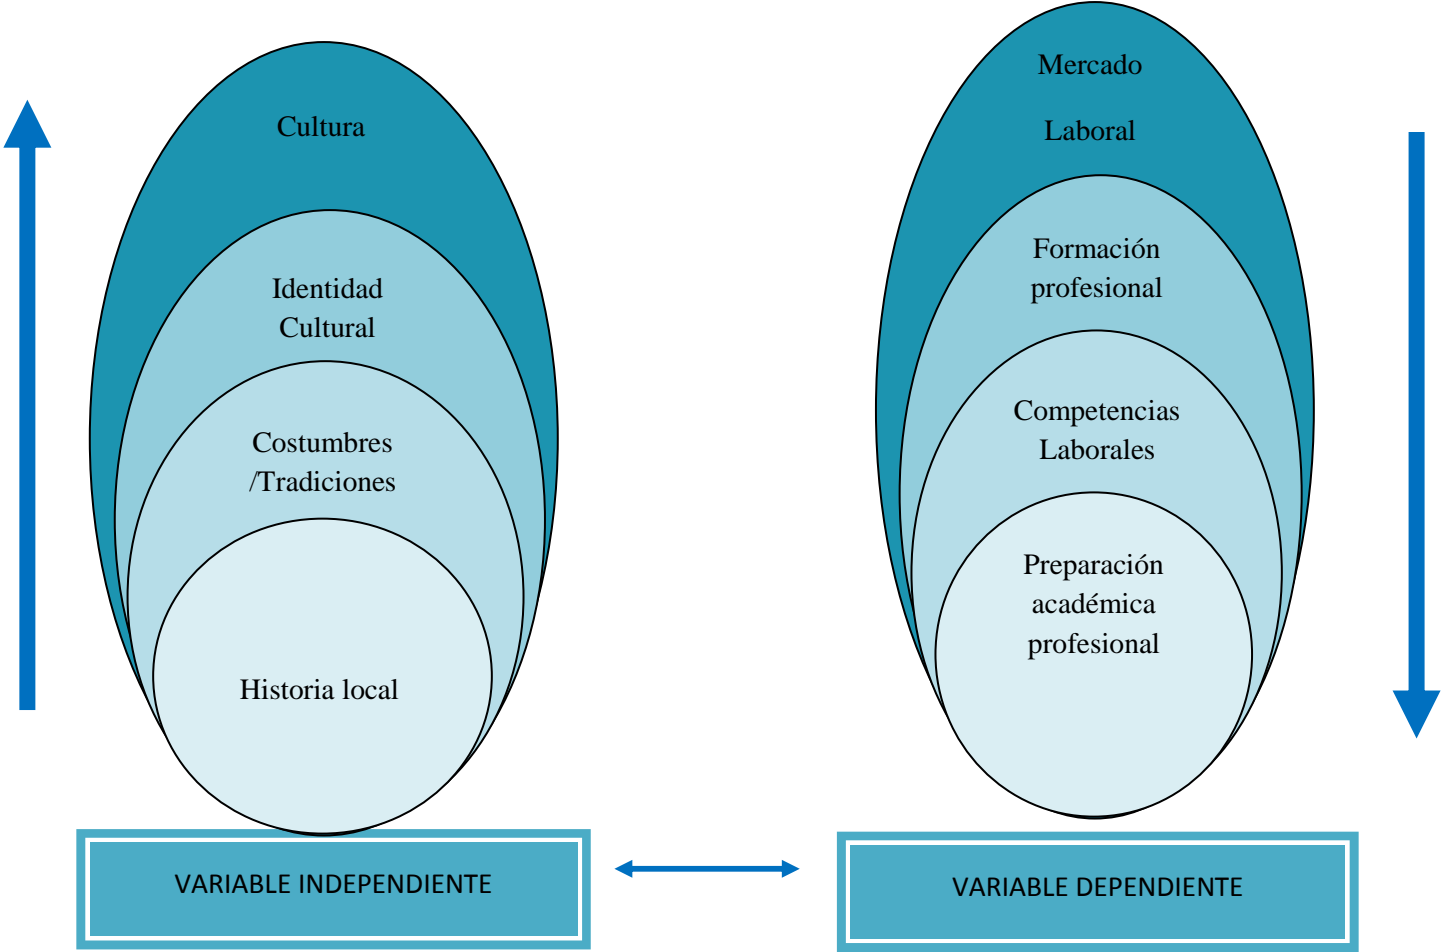 Cultura
Identidad
Cultural
Costumbres
/Tradiciones
Historia local
VARIABLE INDEPENDIENTE
Mercado
Laboral
Formación
profesional
Competencias
Laborales
Preparación
académica
profesional
VARIABLE DEPENDIENTE